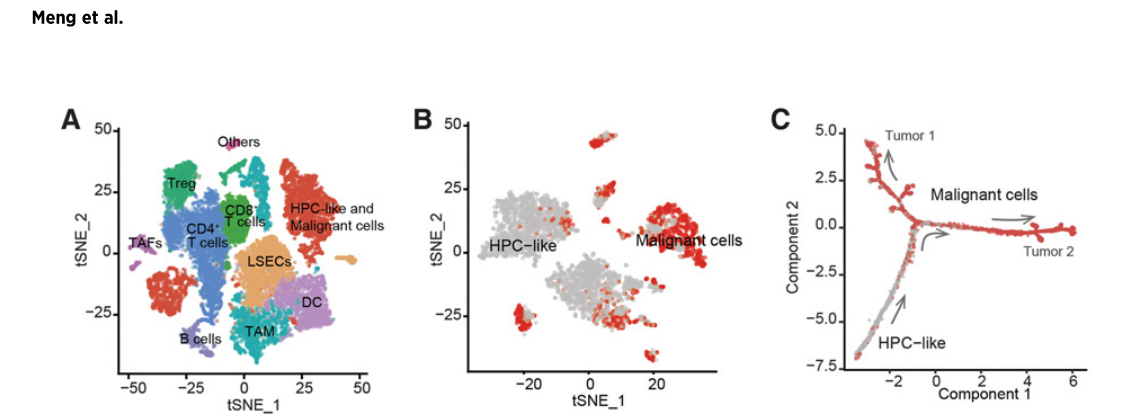 Meng et al.
A
50
25
0
−25
tSNE_2
−50
−25
0
25
50
tSNE_1
Others
Treg
CD8⁺
T cells
CD4⁺
T cells
HPC-like and
Malignant cells
TAFs
LSECs
DC
TAM
B cells
B
50
25
0
−25
tSNE_2
−20
0
20
tSNE_1
HPC−like
Malignant cells
C
5.0
2.5
0.0
−2.5
−5.0
−7.5
Component 2
−2
0
2
4
6
Component 1
Tumor 1
Malignant cells
Tumor 2
HPC−like